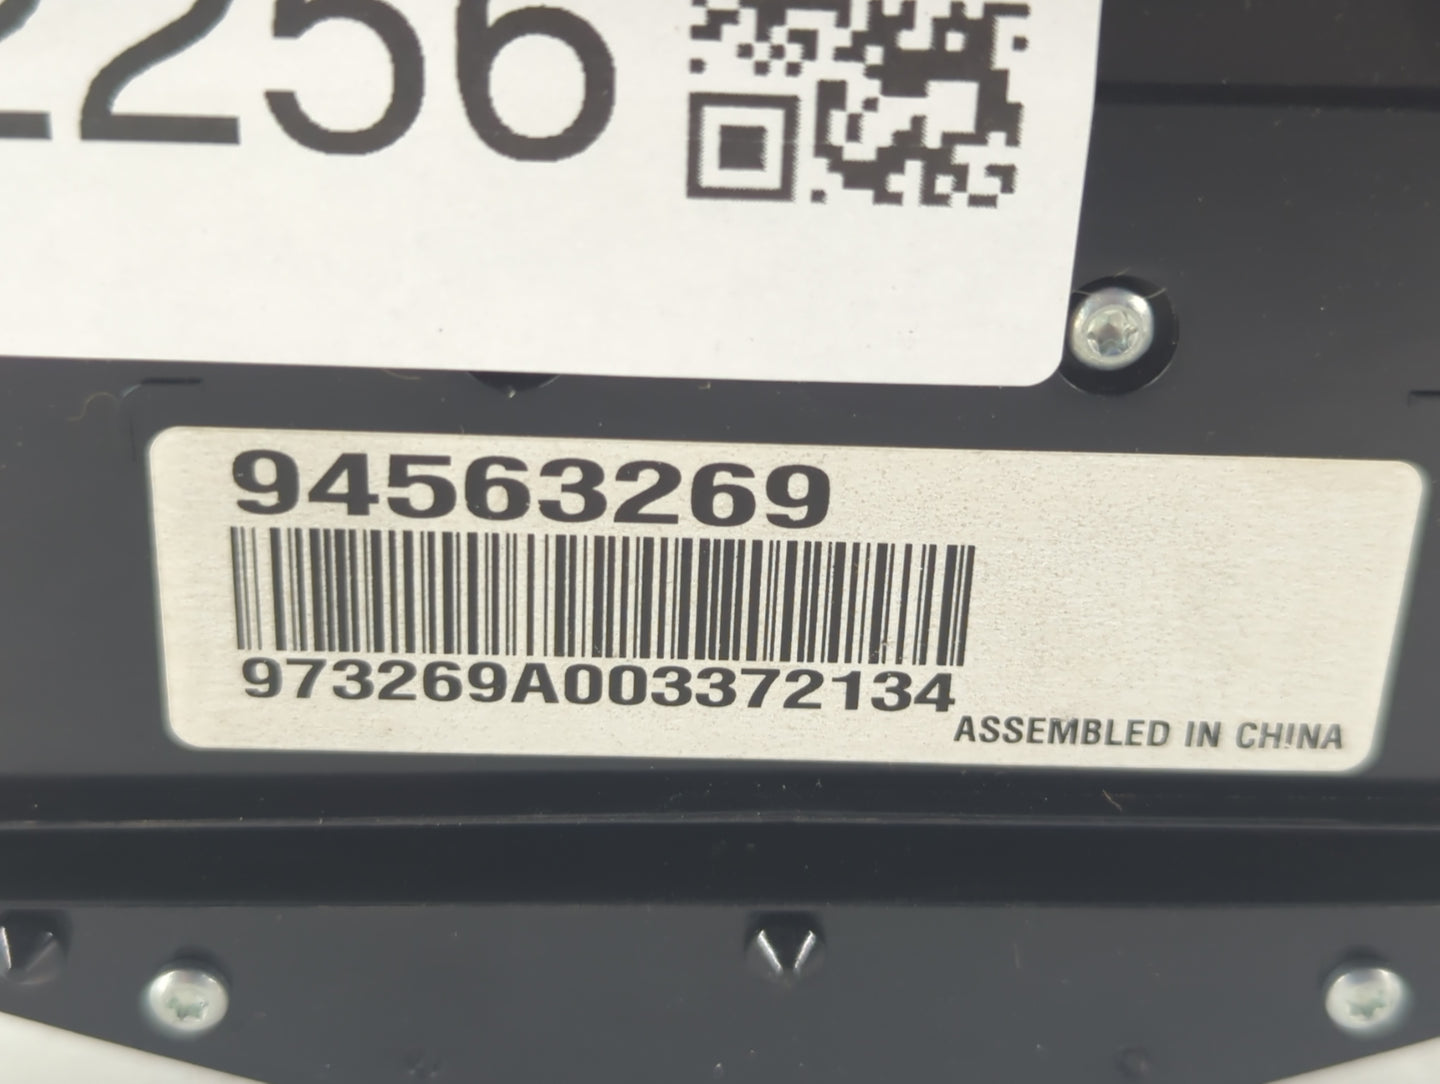 2256
94563269
973269A003372134
ASSEMBLED IN CHINA